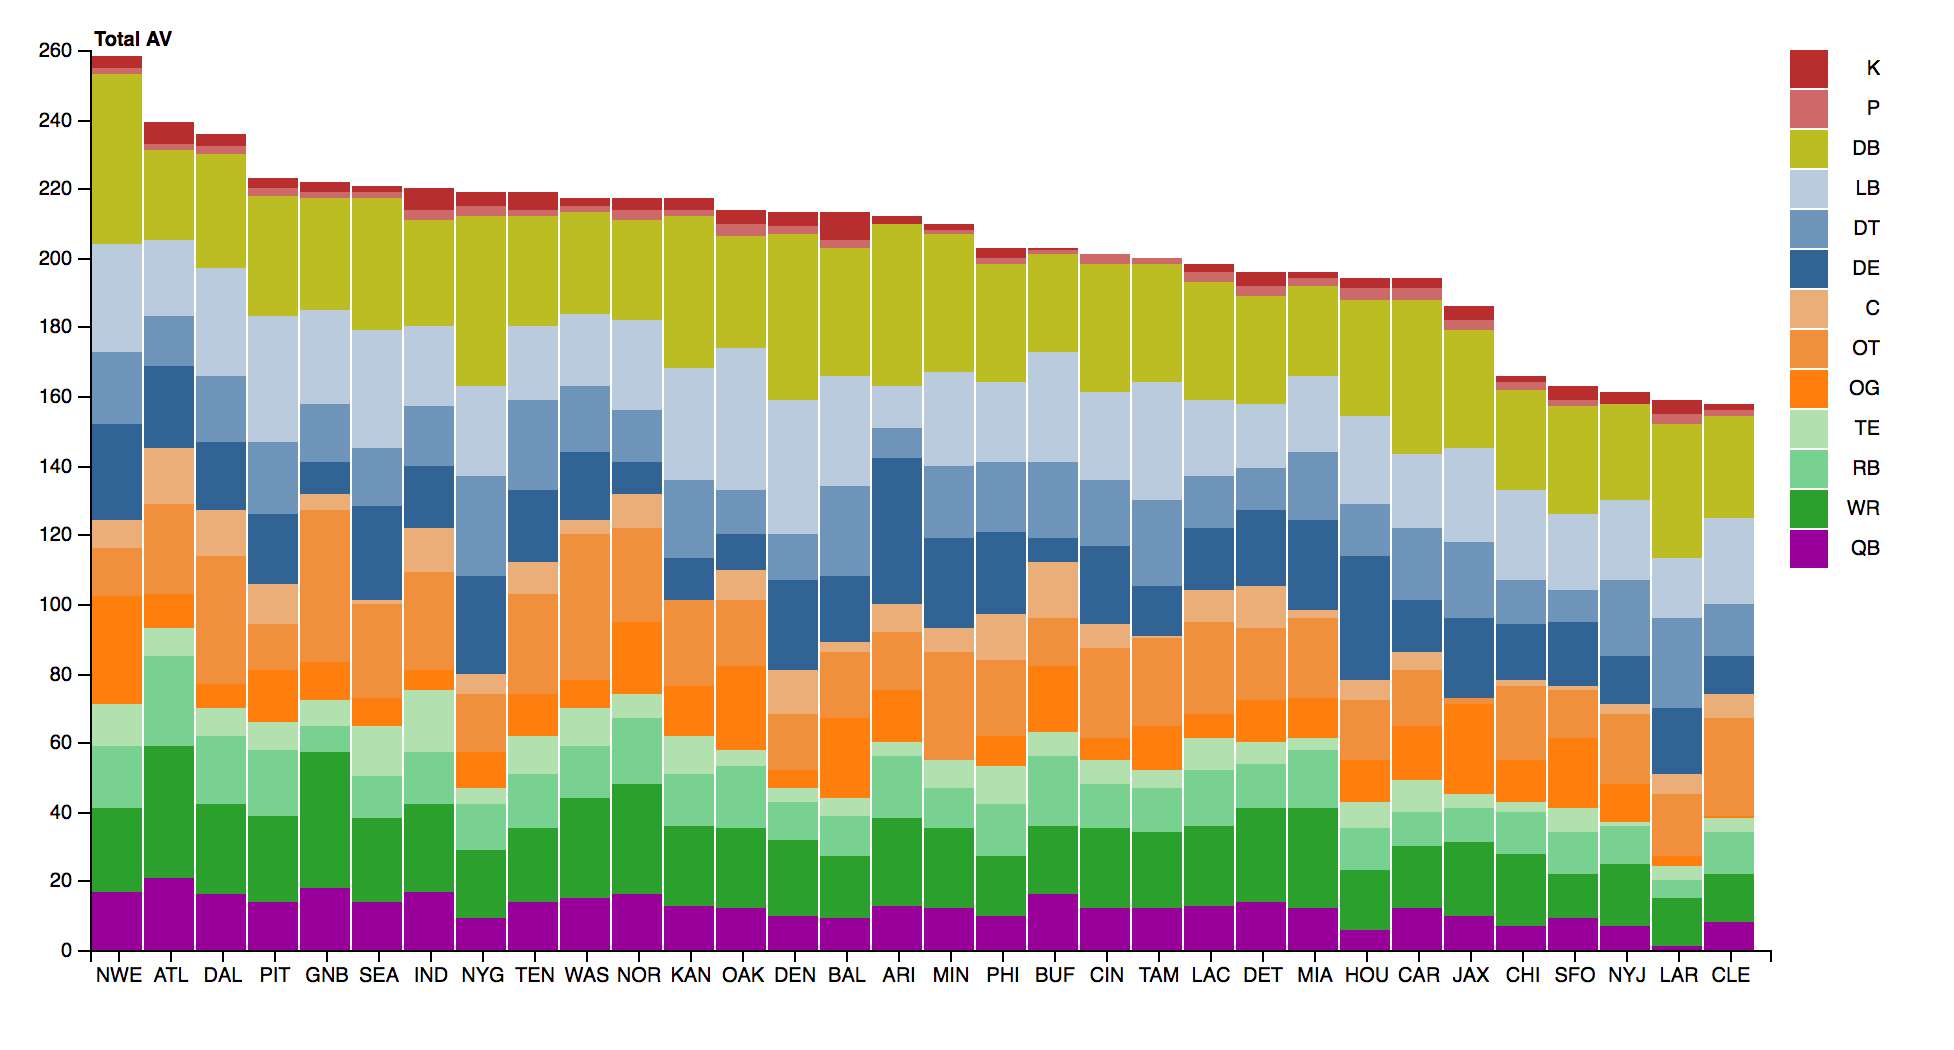 Total AV
260
240
220
200
180
160
140
120
100
80
60
40
20
0
NWE ATL DAL PIT GNB SEA IND NYG TEN WAS NOR KAN OAK DEN BAL ARI MIN PHI BUF CIN TAM LAC DET MIA HOU CAR JAX CHI SFO NYJ LAR CLE
K
P
DB
LB
DT
DE
C
OT
OG
TE
RB
WR
QB